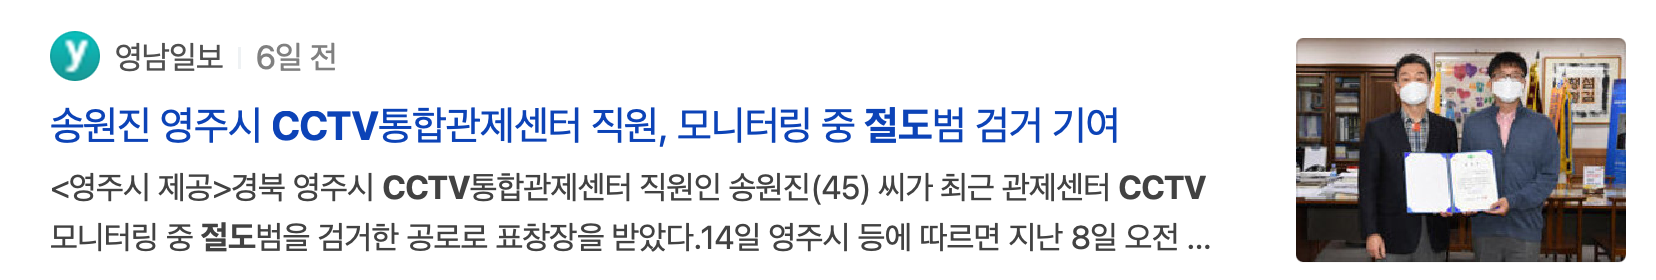 y 영남일보 6일 전
송원진 영주시 CCTV통합관제센터 직원, 모니터링 중 절도범 검거 기여
<영주시 제공>경북 영주시 CCTV통합관제센터 직원인 송원진(45) 씨가 최근 관제센터 CCTV
모니터링 중 절도범을 검거한 공로로 표창장을 받았다.14일 영주시 등에 따르면 지난 8일 오전 ...